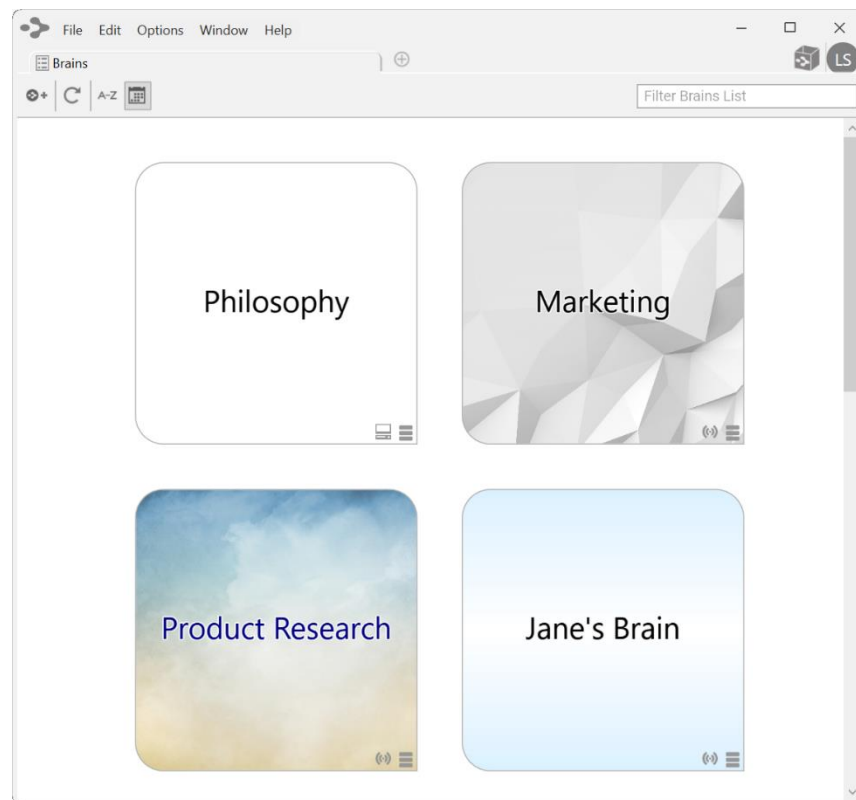 File Edit Options Window Help
Brains
LS
A-Z
Filter Brains List
Philosophy
Marketing
Product Research
Jane's Brain